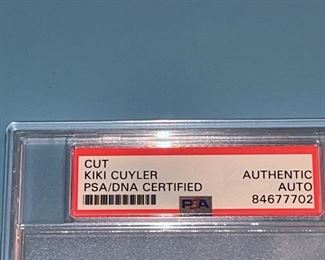 CUT
KIKI CUYLER AUTHENTIC
PSA/DNA CERTIFIED AUTO
PSA 84677702